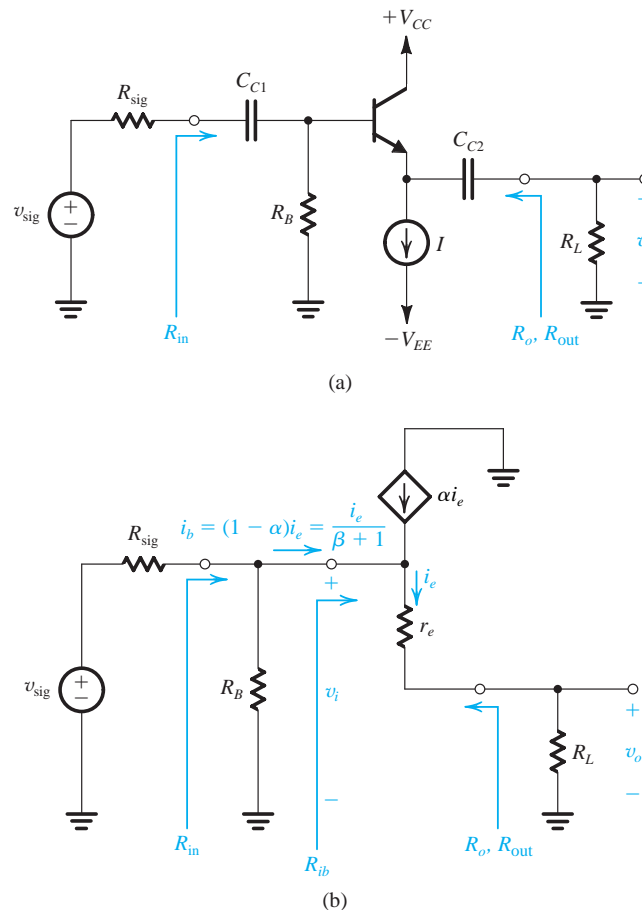 +V_CC
C_C1
R_sig
C_C2
v_sig
+
−
R_B
I
R_L
R_in
−V_EE
R_o, R_out
(a)
αi_e
i_b = (1 − α)i_e = i_e / (β + 1)
R_sig
+
i_e
r_e
v_sig
+
−
R_B
v_i
+
R_L
v_o
−
−
R_in
R_ib
R_o, R_out
(b)